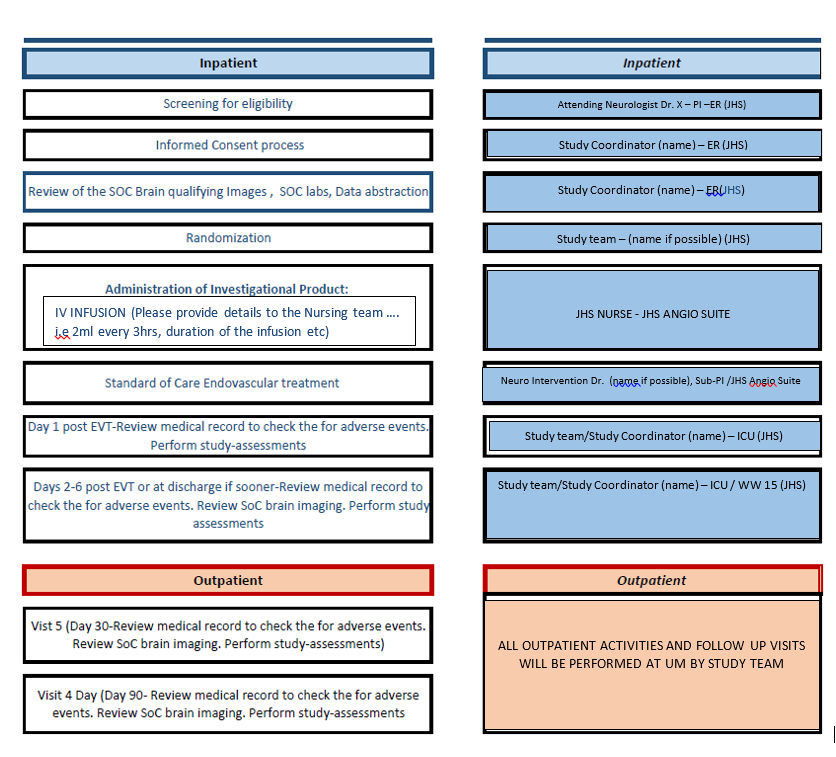 Inpatient
Screening for eligibility
Informed Consent process
Review of the SOC Brain qualifying Images , SOC labs, Data abstraction
Randomization
Administration of Investigational Product:
IV INFUSION (Please provide details to the Nursing team ....
i,e 2ml every 3hrs, duration of the infusion etc)
Standard of Care Endovascular treatment
Day 1 post EVT-Review medical record to check the for adverse events.
Perform study-assessments
Days 2-6 post EVT or at discharge if sooner-Review medical record to
check the for adverse events. Review SoC brain imaging. Perform study
assessments
Outpatient
Vist 5 (Day 30-Review medical record to check the for adverse events.
Review SoC brain imaging. Perform study-assessments)
Visit 4 Day (Day 90- Review medical record to check the for adverse
events. Review SoC brain imaging. Perform study-assessments
Inpatient
Attending Neurologist Dr. X – PI –ER (JHS)
Study Coordinator (name) – ER (JHS)
Study Coordinator (name) – ER(JHS)
Study team – (name if possible) (JHS)
JHS NURSE - JHS ANGIO SUITE
Neuro Intervention Dr. (name if possible), Sub-PI /JHS Angio Suite
Study team/Study Coordinator (name) – ICU (JHS)
Study team/Study Coordinator (name) – ICU / WW 15 (JHS)
Outpatient
ALL OUTPATIENT ACTIVITIES AND FOLLOW UP VISITS
WILL BE PERFORMED AT UM BY STUDY TEAM